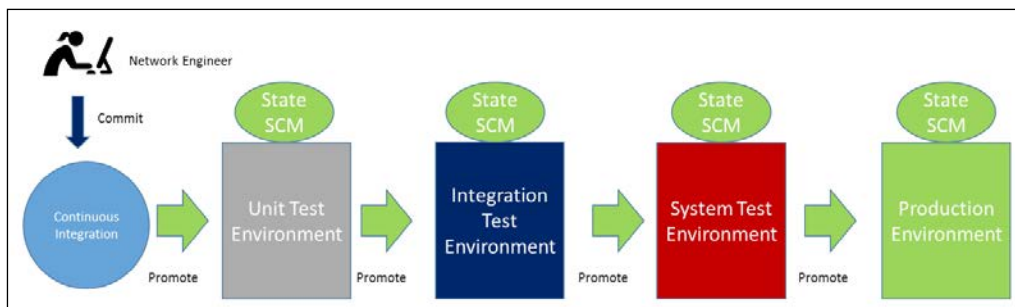 Network Engineer
Commit
Continuous
Integration
Promote
State
SCM
Unit Test
Environment
Promote
State
SCM
Integration
Test
Environment
Promote
State
SCM
System Test
Environment
Promote
State
SCM
Production
Environment